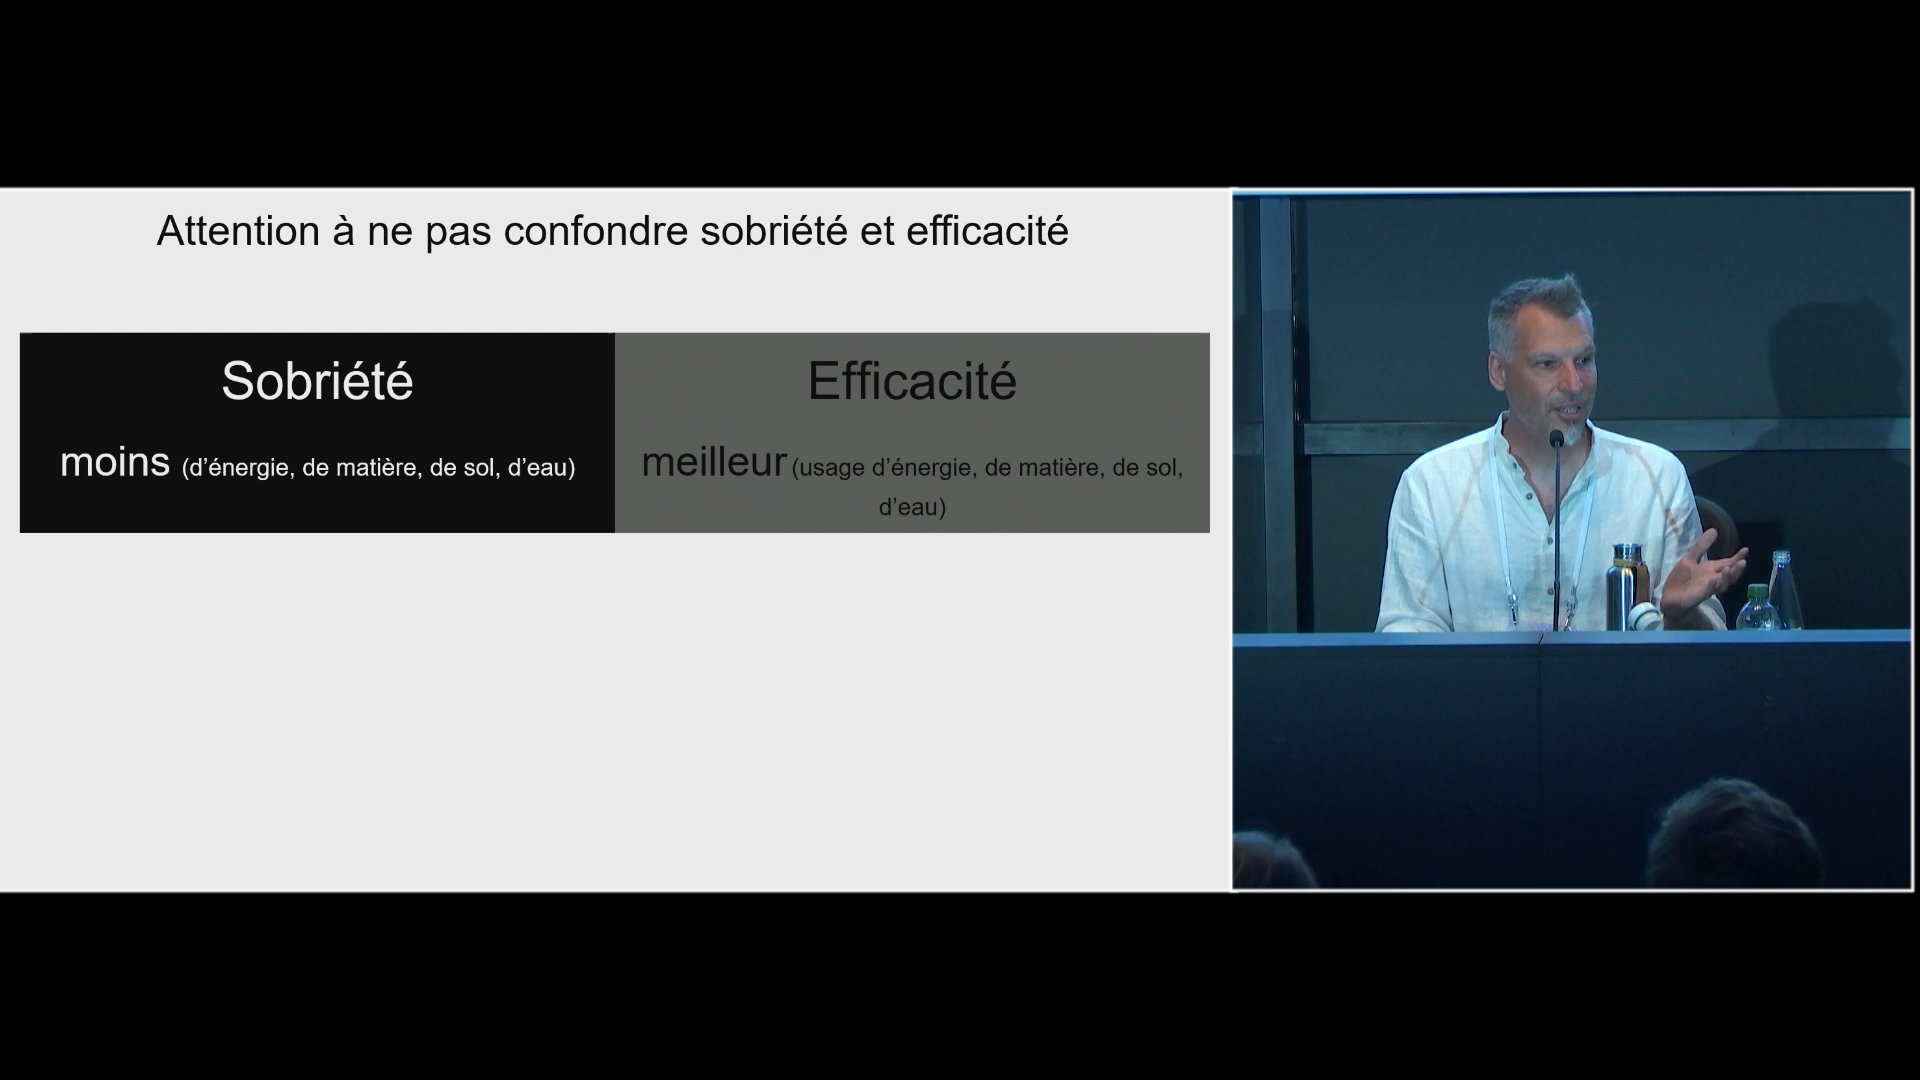 Attention à ne pas confondre sobriété et efficacité
Sobriété
moins (d’énergie, de matière, de sol, d’eau)
Efficacité
meilleur (usage d’énergie, de matière, de sol,
d’eau)